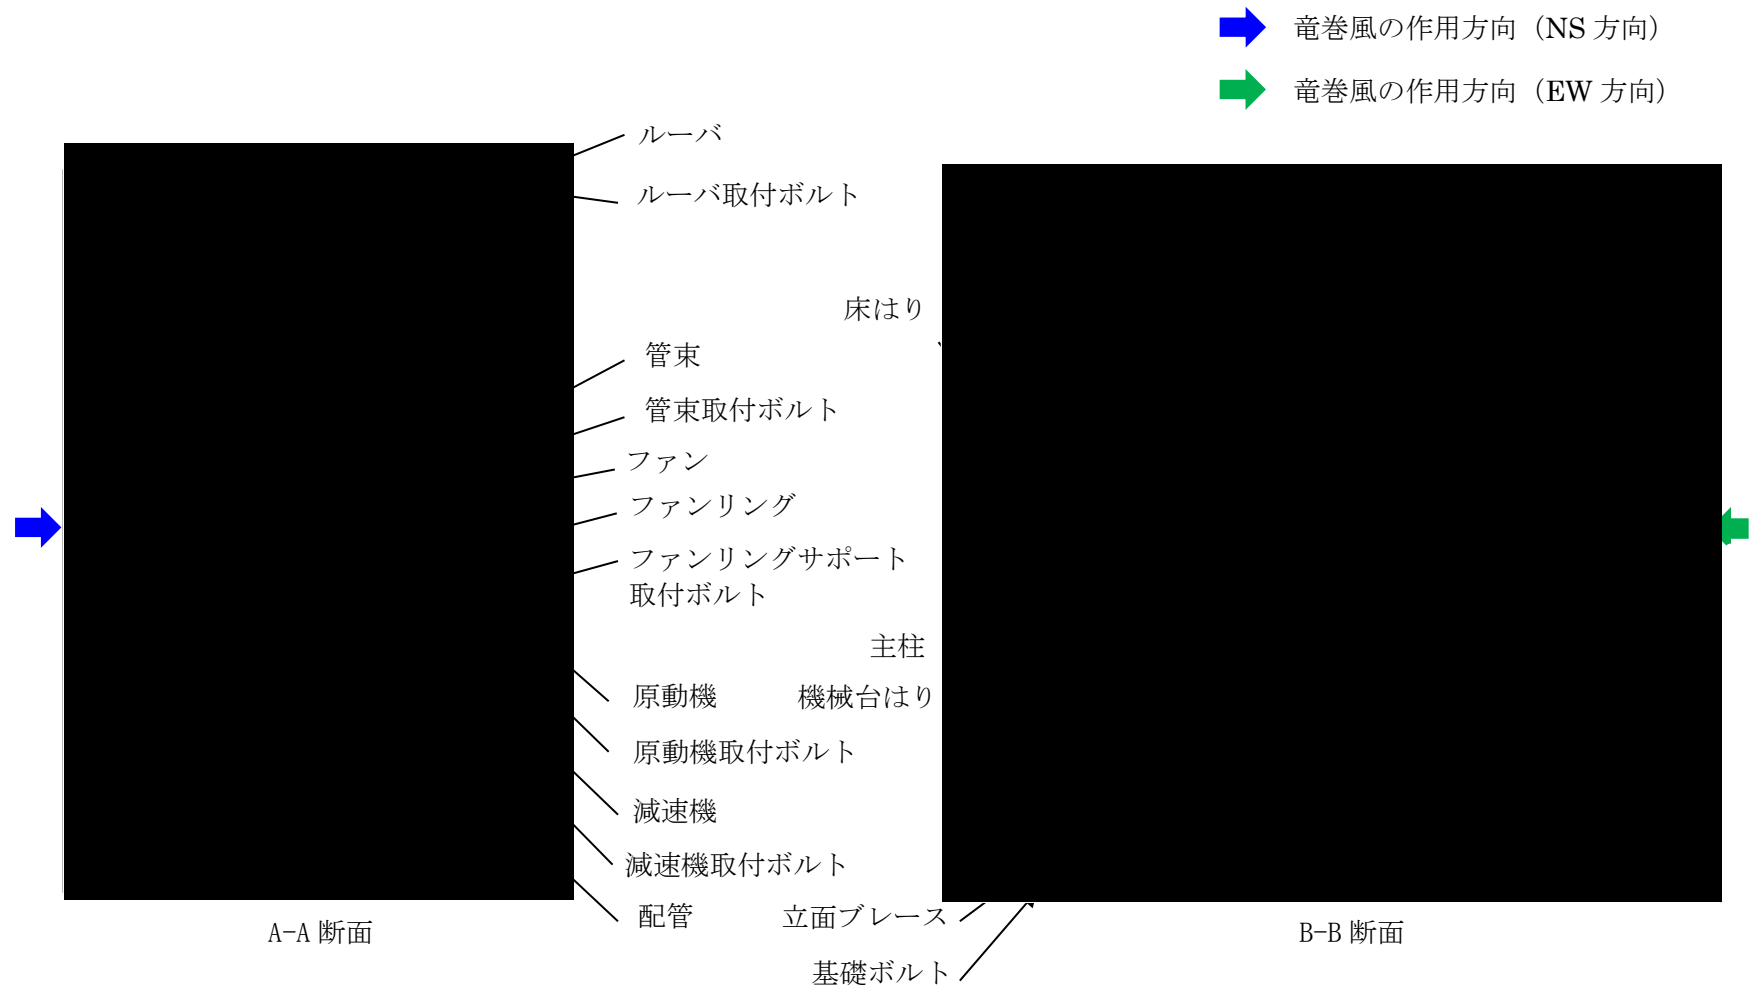 竜巻風の作用方向（NS 方向）
竜巻風の作用方向（EW 方向）
ルーバ
ルーバ取付ボルト
床はり
管束
管束取付ボルト
ファン
ファンリング
ファンリングサポート
取付ボルト
主柱
原動機
機械台はり
原動機取付ボルト
減速機
減速機取付ボルト
配管
立面ブレース
基礎ボルト
A-A 断面
B-B 断面